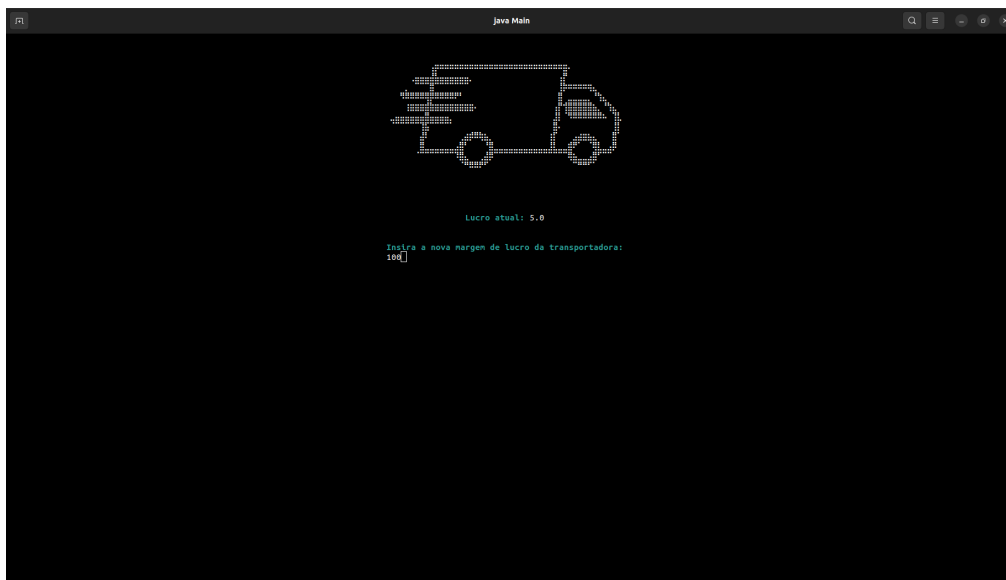 Java Main
Lucro atual: 5.0
Insira a nova margem de lucro da transportadora:
100